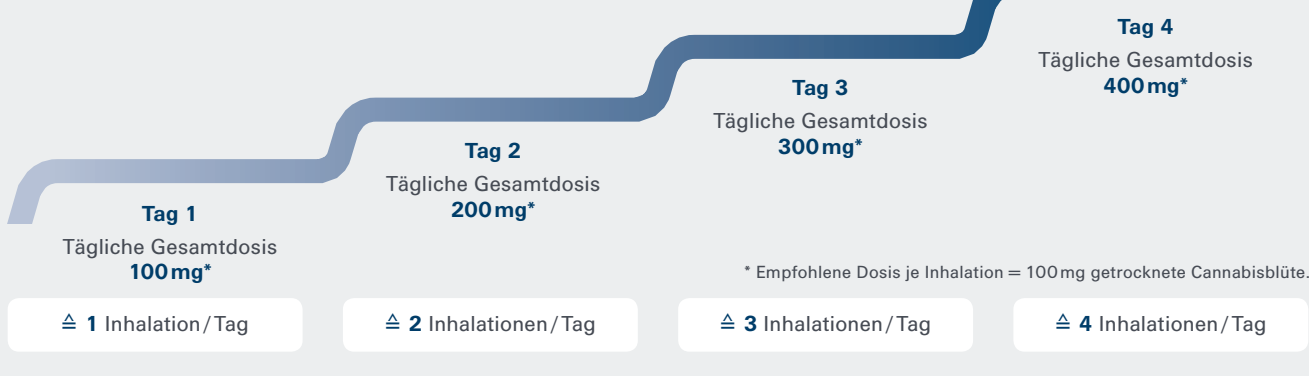 Tag 1
Tägliche Gesamtdosis
100 mg*
≙ 1 Inhalation / Tag
Tag 2
Tägliche Gesamtdosis
200 mg*
≙ 2 Inhalationen / Tag
Tag 3
Tägliche Gesamtdosis
300 mg*
≙ 3 Inhalationen / Tag
Tag 4
Tägliche Gesamtdosis
400 mg*
≙ 4 Inhalationen / Tag
* Empfohlene Dosis je Inhalation = 100 mg getrocknete Cannabisblüte.